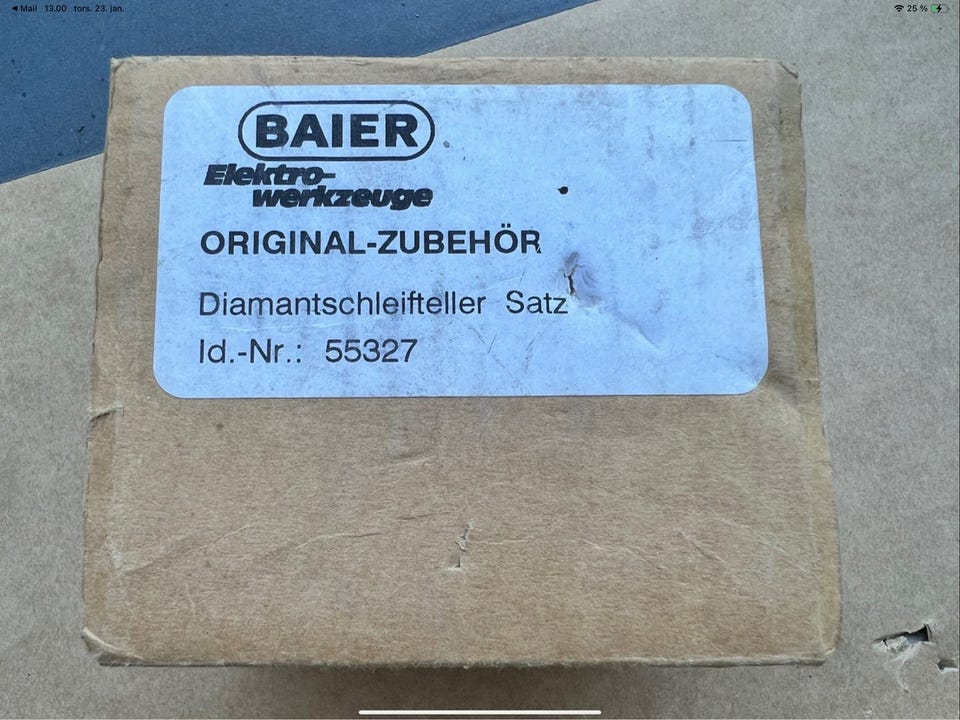 ◀ Mail 13.00 tors. 23. jan.
25 %
BAIER
Elektro-
werkzeuge
ORIGINAL-ZUBEHÖR
Diamantschleifteller Satz
Id.-Nr.: 55327